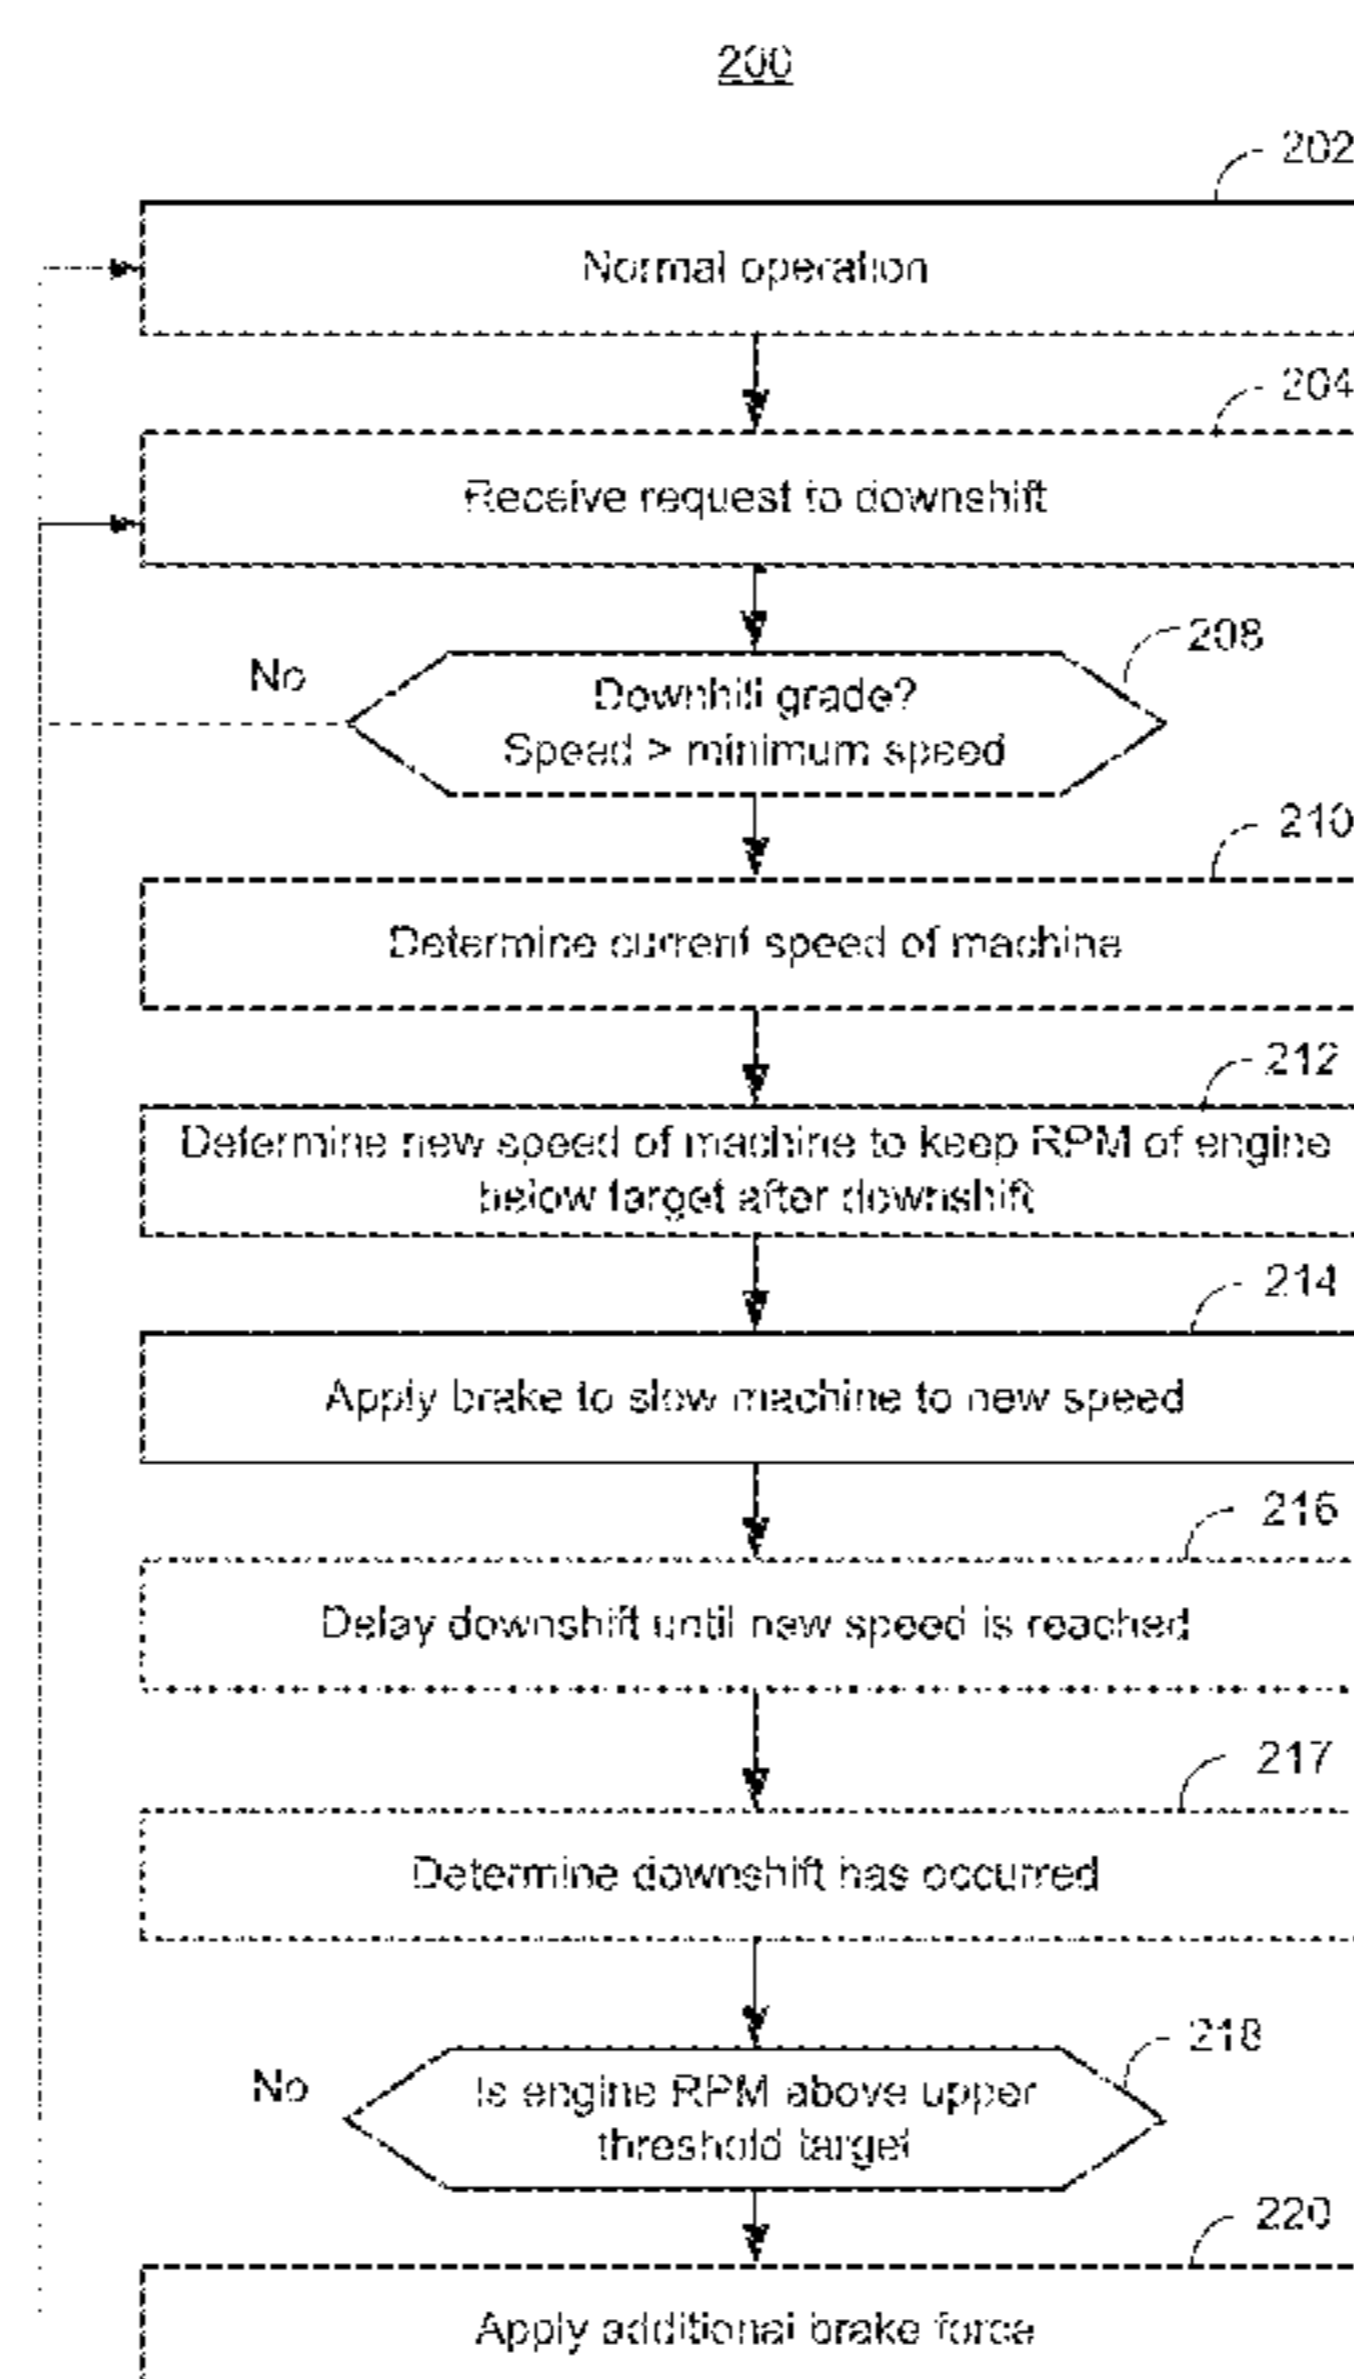 200
202
Normal operation
204
Receive request to downshift
208
No
Downhill grade?
Speed > minimum speed
210
Determine current speed of machine
212
Determine new speed of machine to keep RPM of engine
below target after downshift
214
Apply brake to slow machine to new speed
216
Delay downshift until new speed is reached
217
Determine downshift has occurred
218
No
Is engine RPM above upper
threshold target
220
Apply additional brake force